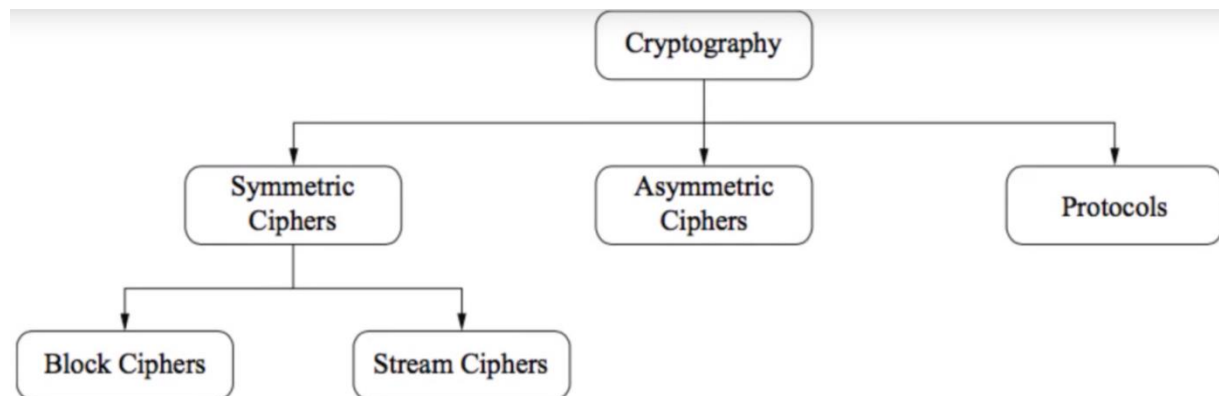 Cryptography
Symmetric
Ciphers
Asymmetric
Ciphers
Protocols
Block Ciphers
Stream Ciphers